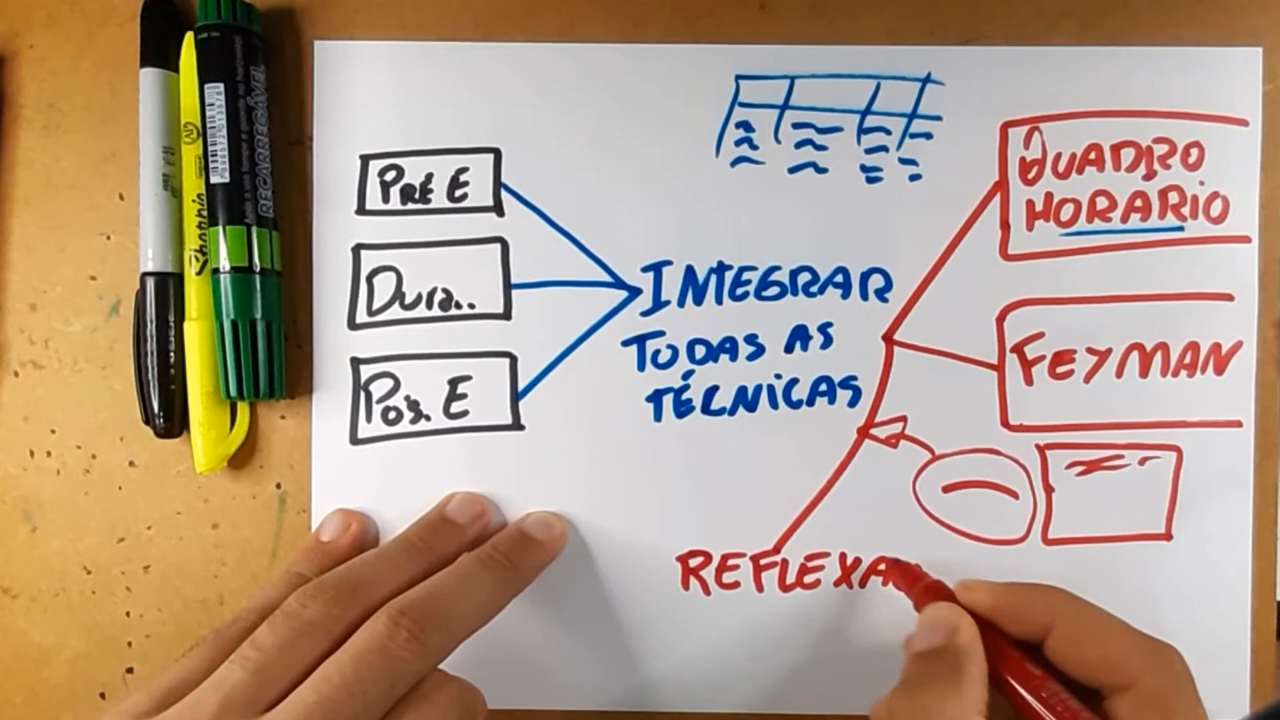 PRÉ E
Dura..
Pós. E
INTEGRAR
TODAS AS
TÉCNICAS
QUADRO
HORARIO
FEYMAN
REFLEXA
Sharpie
RECARREGÁVEL